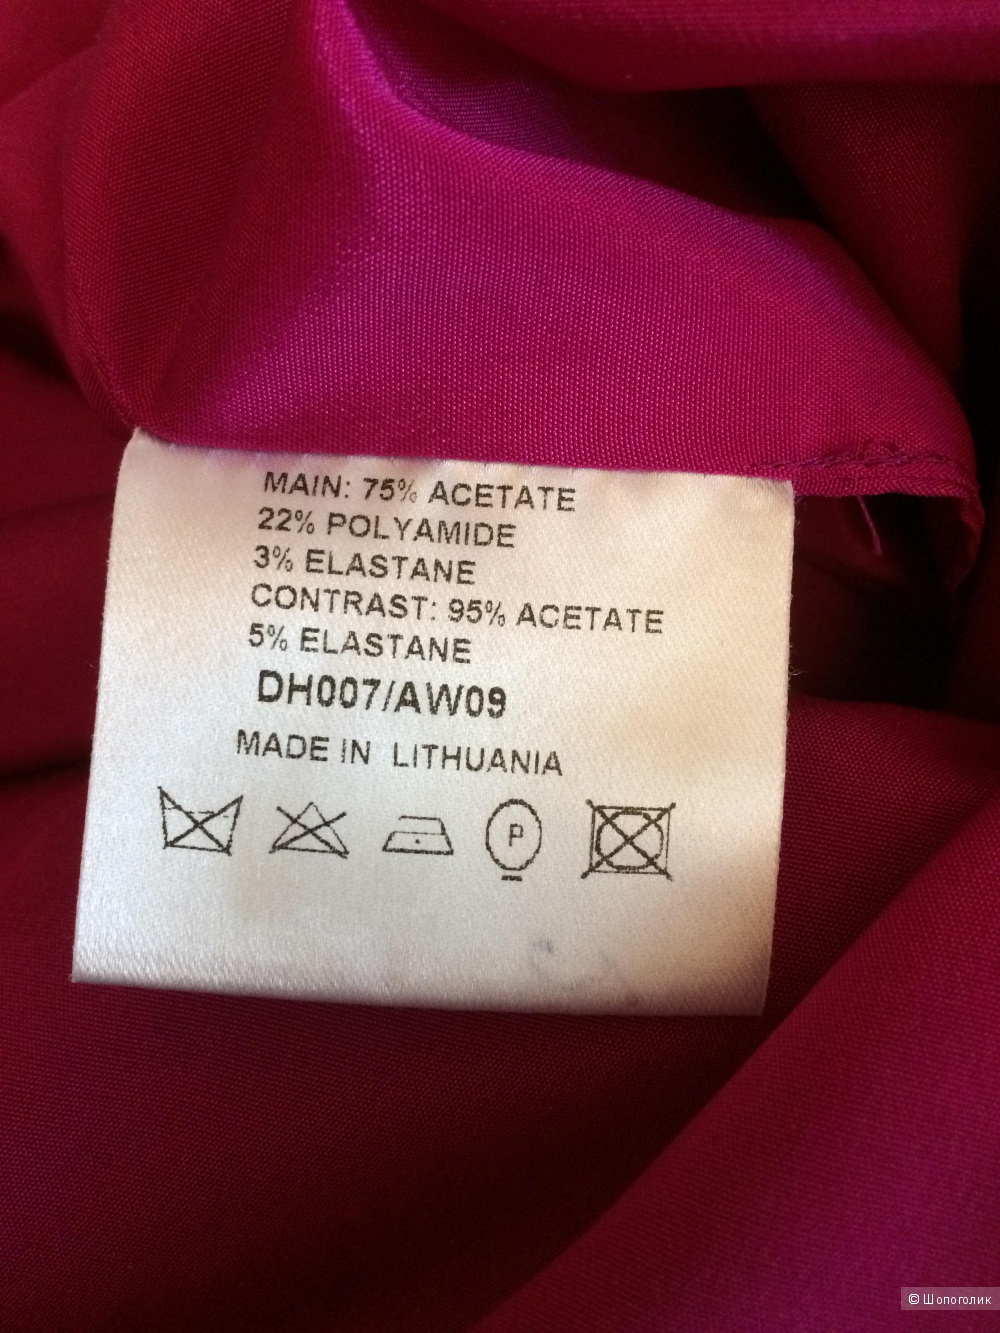 MAIN: 75% ACETATE
22% POLYAMIDE
3% ELASTANE
CONTRAST: 95% ACETATE
5% ELASTANE
DH007/AW09
MADE IN LITHUANIA
P
© Шопоголик